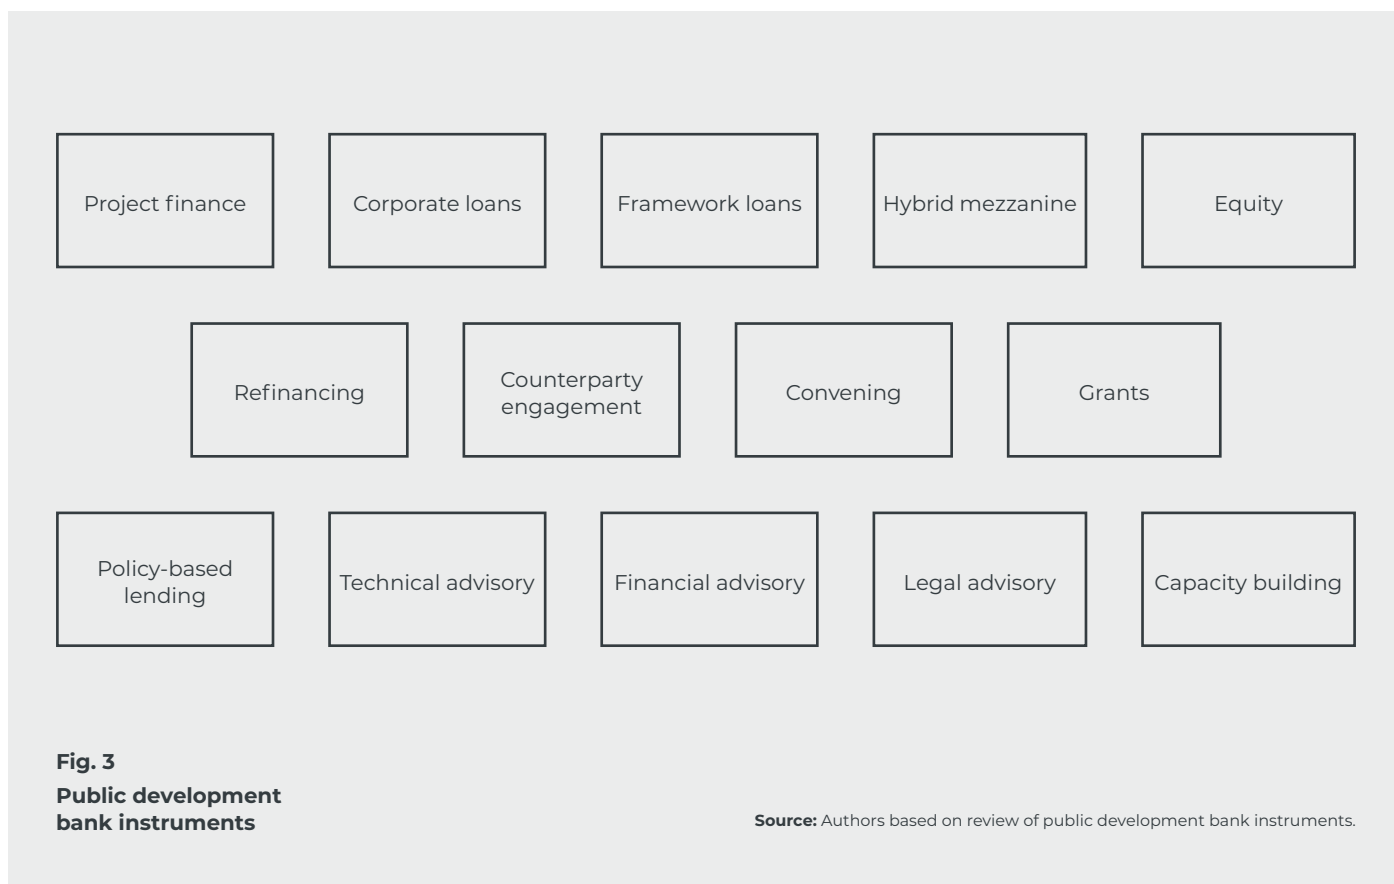 Project finance
Corporate loans
Framework loans
Hybrid mezzanine
Equity
Refinancing
Counterparty
engagement
Convening
Grants
Policy-based
lending
Technical advisory
Financial advisory
Legal advisory
Capacity building
Fig. 3
Public development
bank instruments
Source: Authors based on review of public development bank instruments.